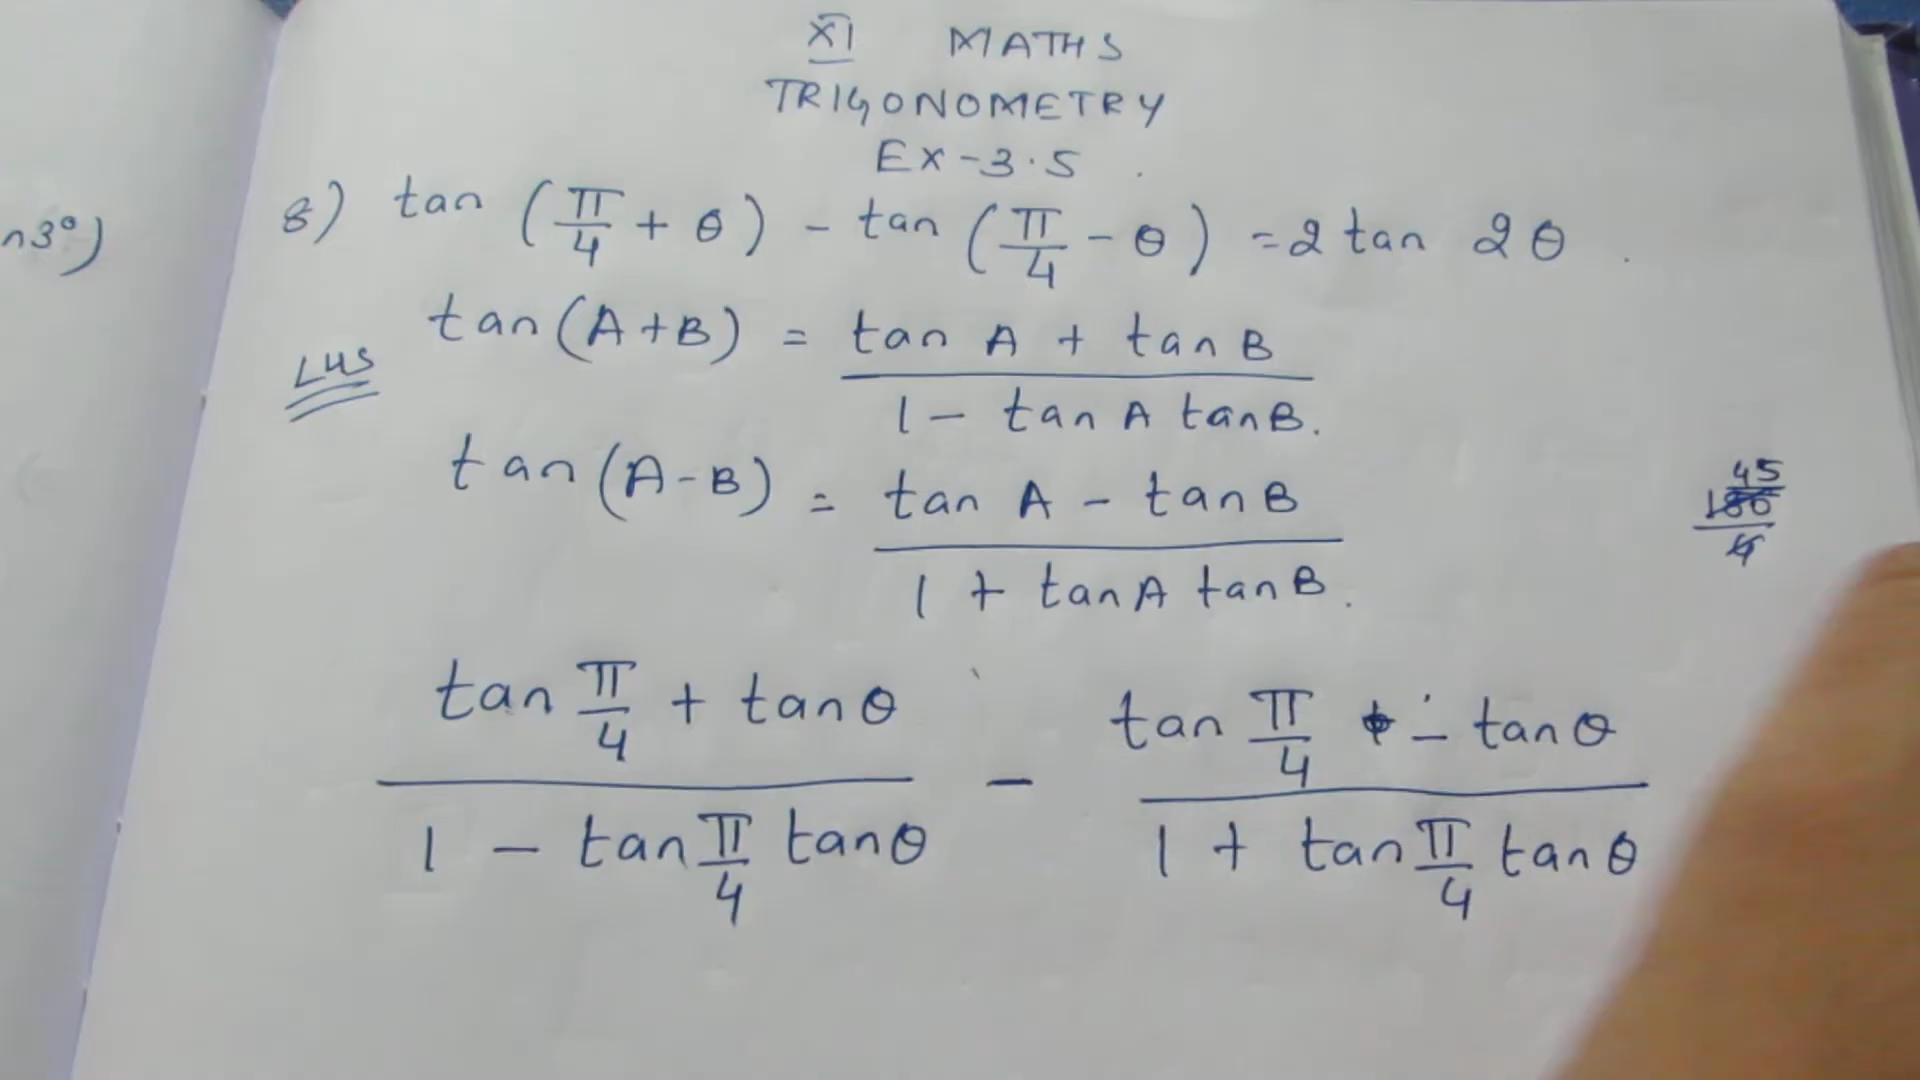 XI MATHS
TRIGONOMETRY
EX-3.5
n3°)
8) tan (π/4 + θ) - tan (π/4 - θ) = 2 tan 2θ
LHS
tan(A+B) = tan A + tan B
1 - tan A tan B.
tan(A-B) = tan A - tan B
1 + tan A tan B.
45
180
4
tan π/4 + tan θ - tan π/4 - tan θ
1 - tan π/4 tan θ 1 + tan π/4 tan θ